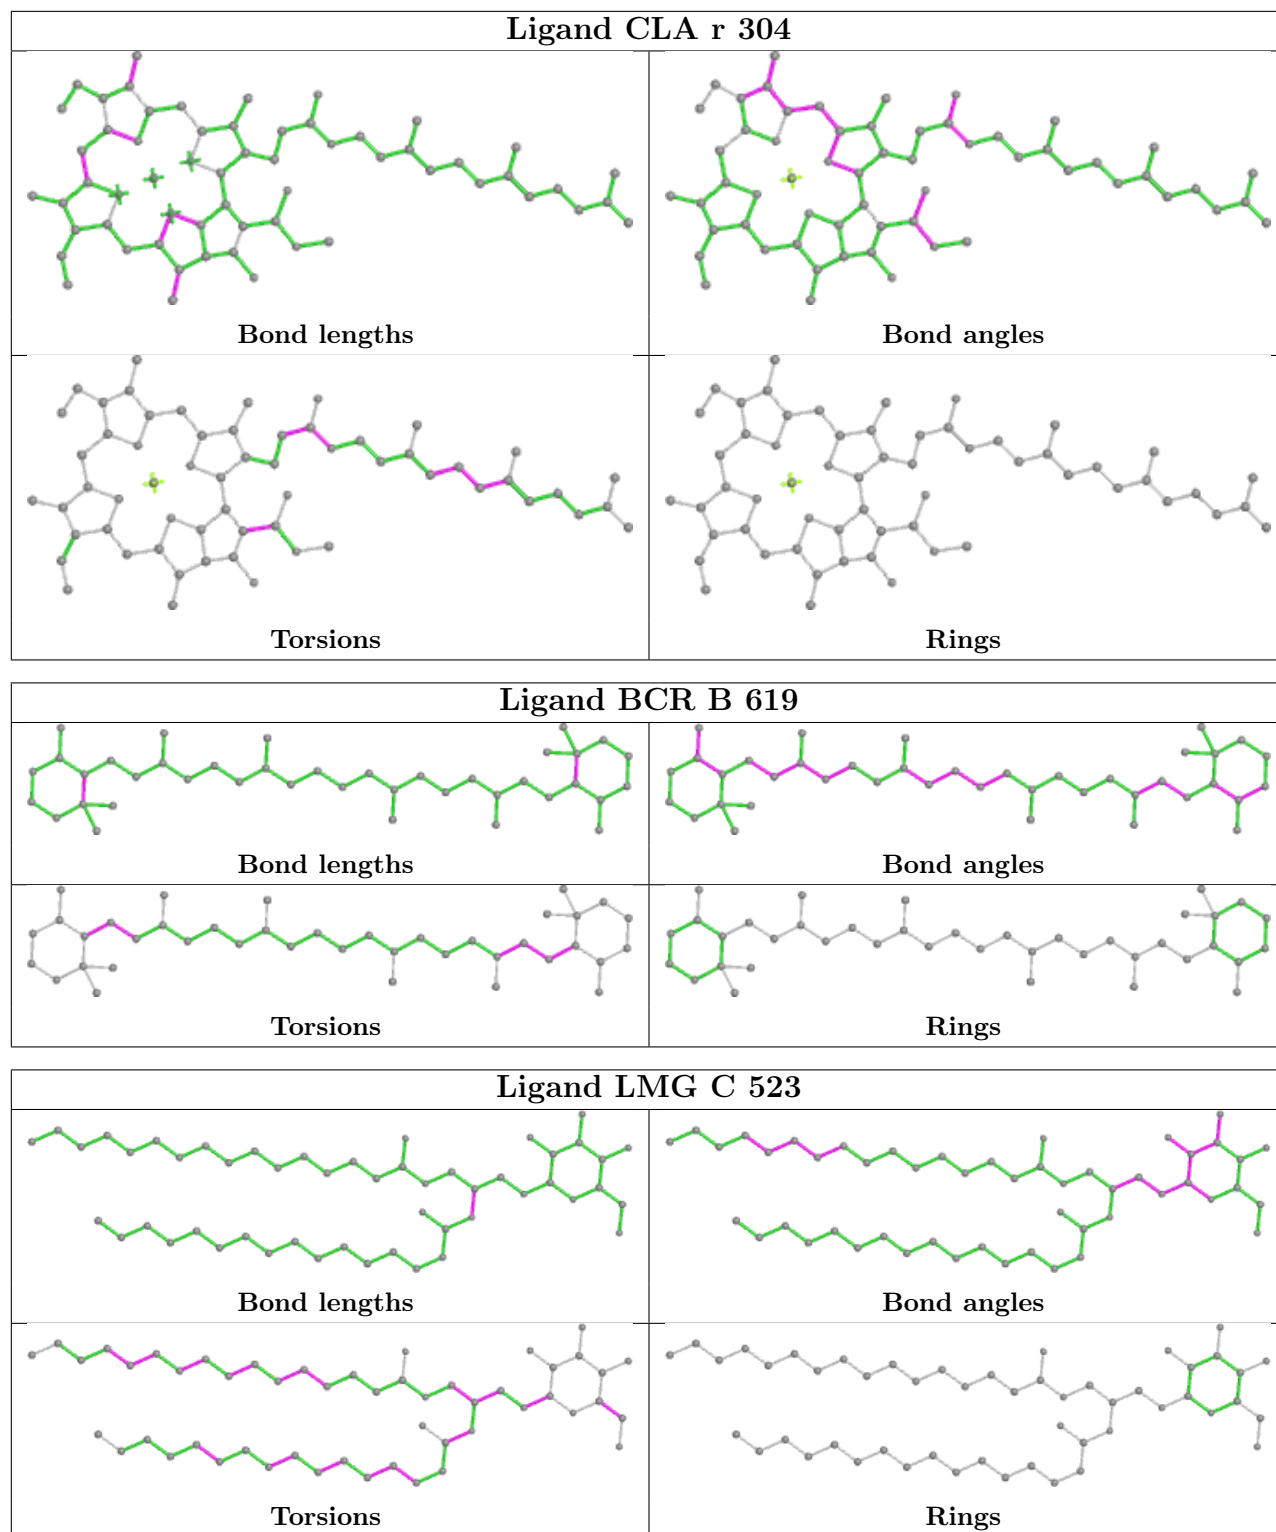 Ligand CLA r 304
Bond lengths
Bond angles
Torsions
Rings
Ligand BCR B 619
Bond lengths
Bond angles
Torsions
Rings
Ligand LMG C 523
Bond lengths
Bond angles
Torsions
Rings